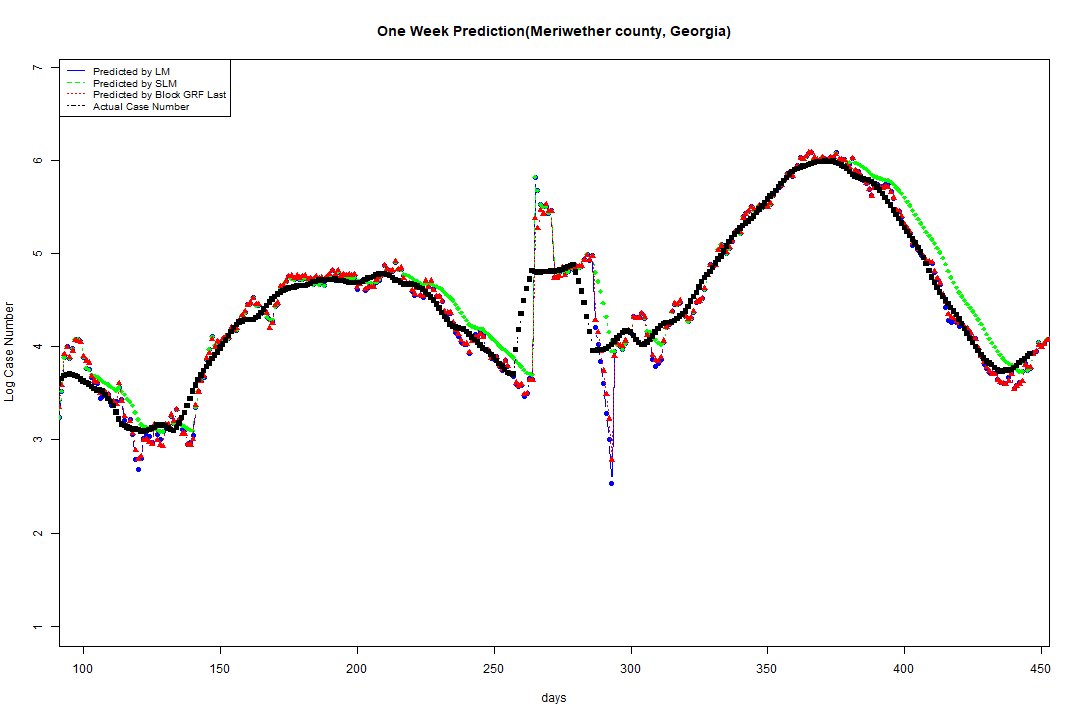 One Week Prediction(Meriwether county, Georgia)
Predicted by LM
Predicted by SLM
Predicted by Block GRF Last
Actual Case Number
7
6
5
4
3
2
1
Log Case Number
100 150 200 250 300 350 400 450
days